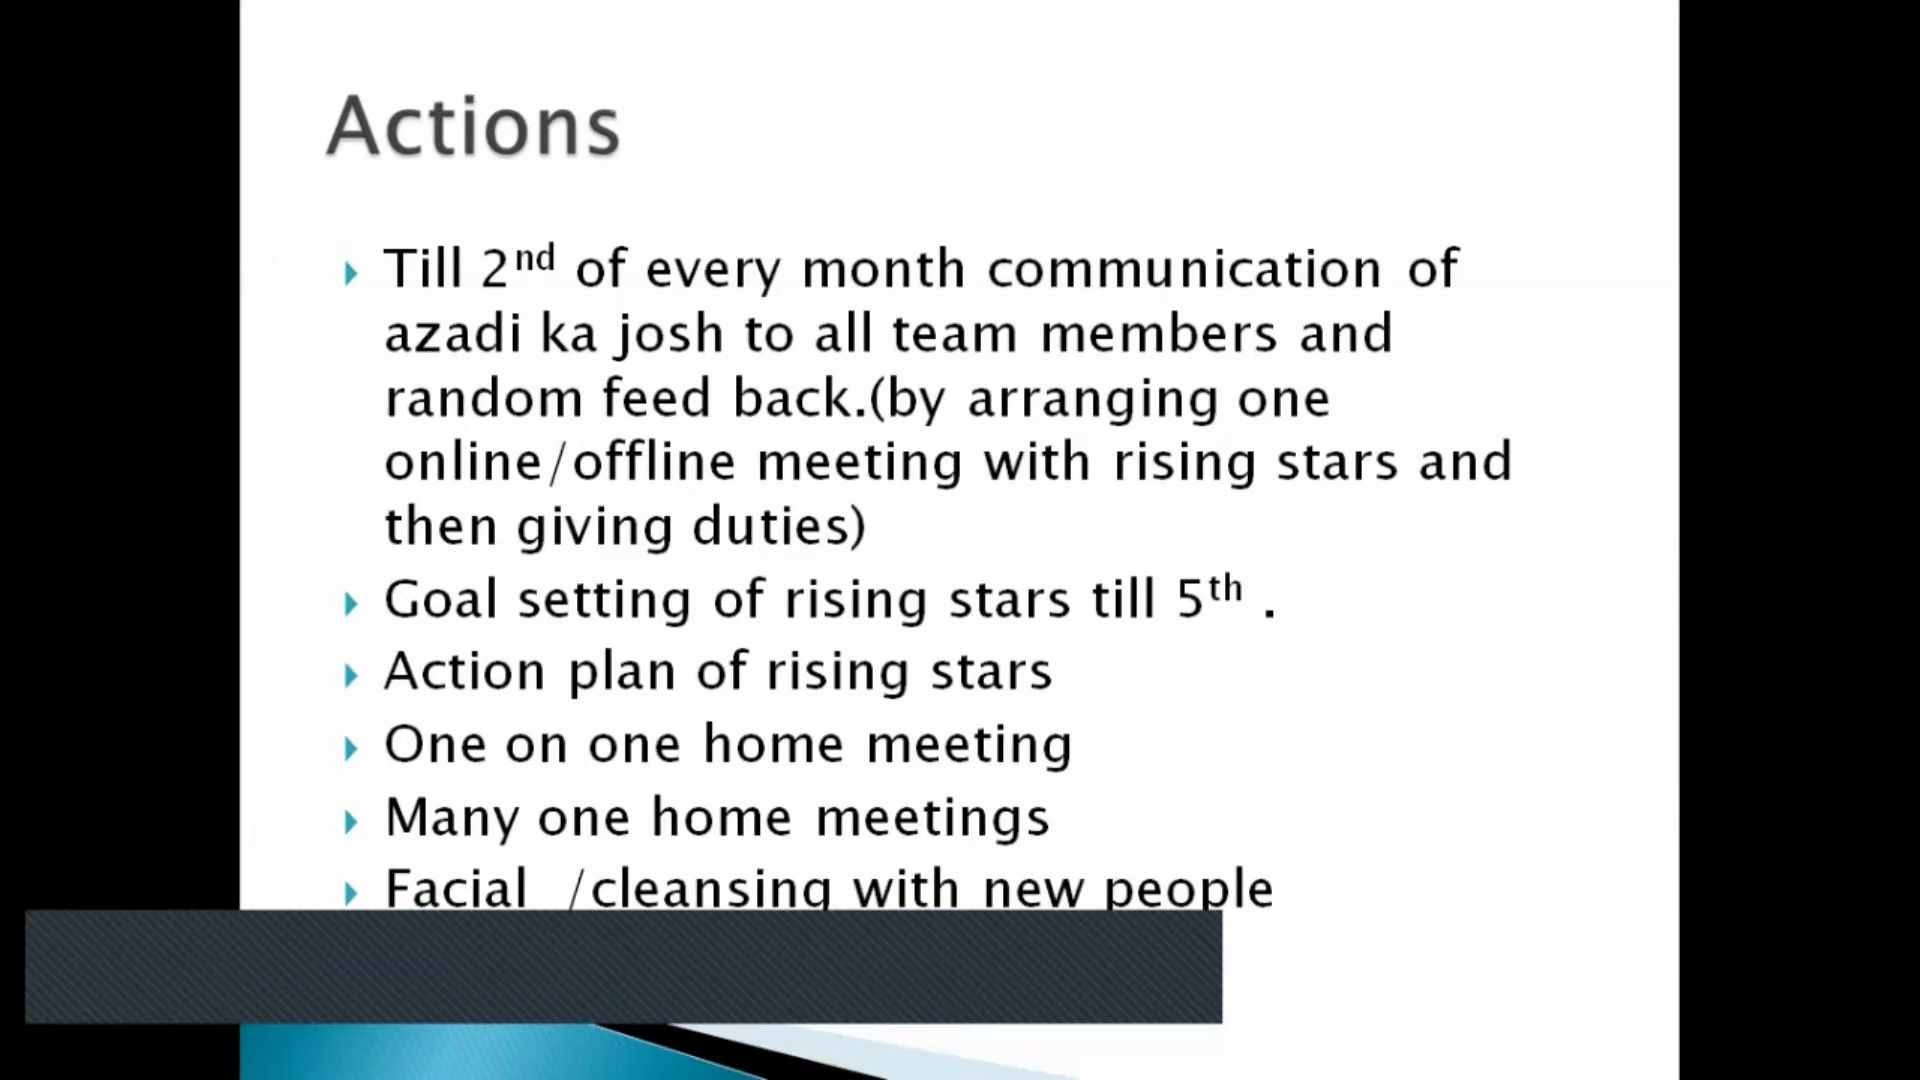 Actions
Till 2nd of every month communication of
azadi ka josh to all team members and
random feed back.(by arranging one
online/offline meeting with rising stars and
then giving duties)
Goal setting of rising stars till 5th .
Action plan of rising stars
One on one home meeting
Many one home meetings
Facial /cleansing with new people